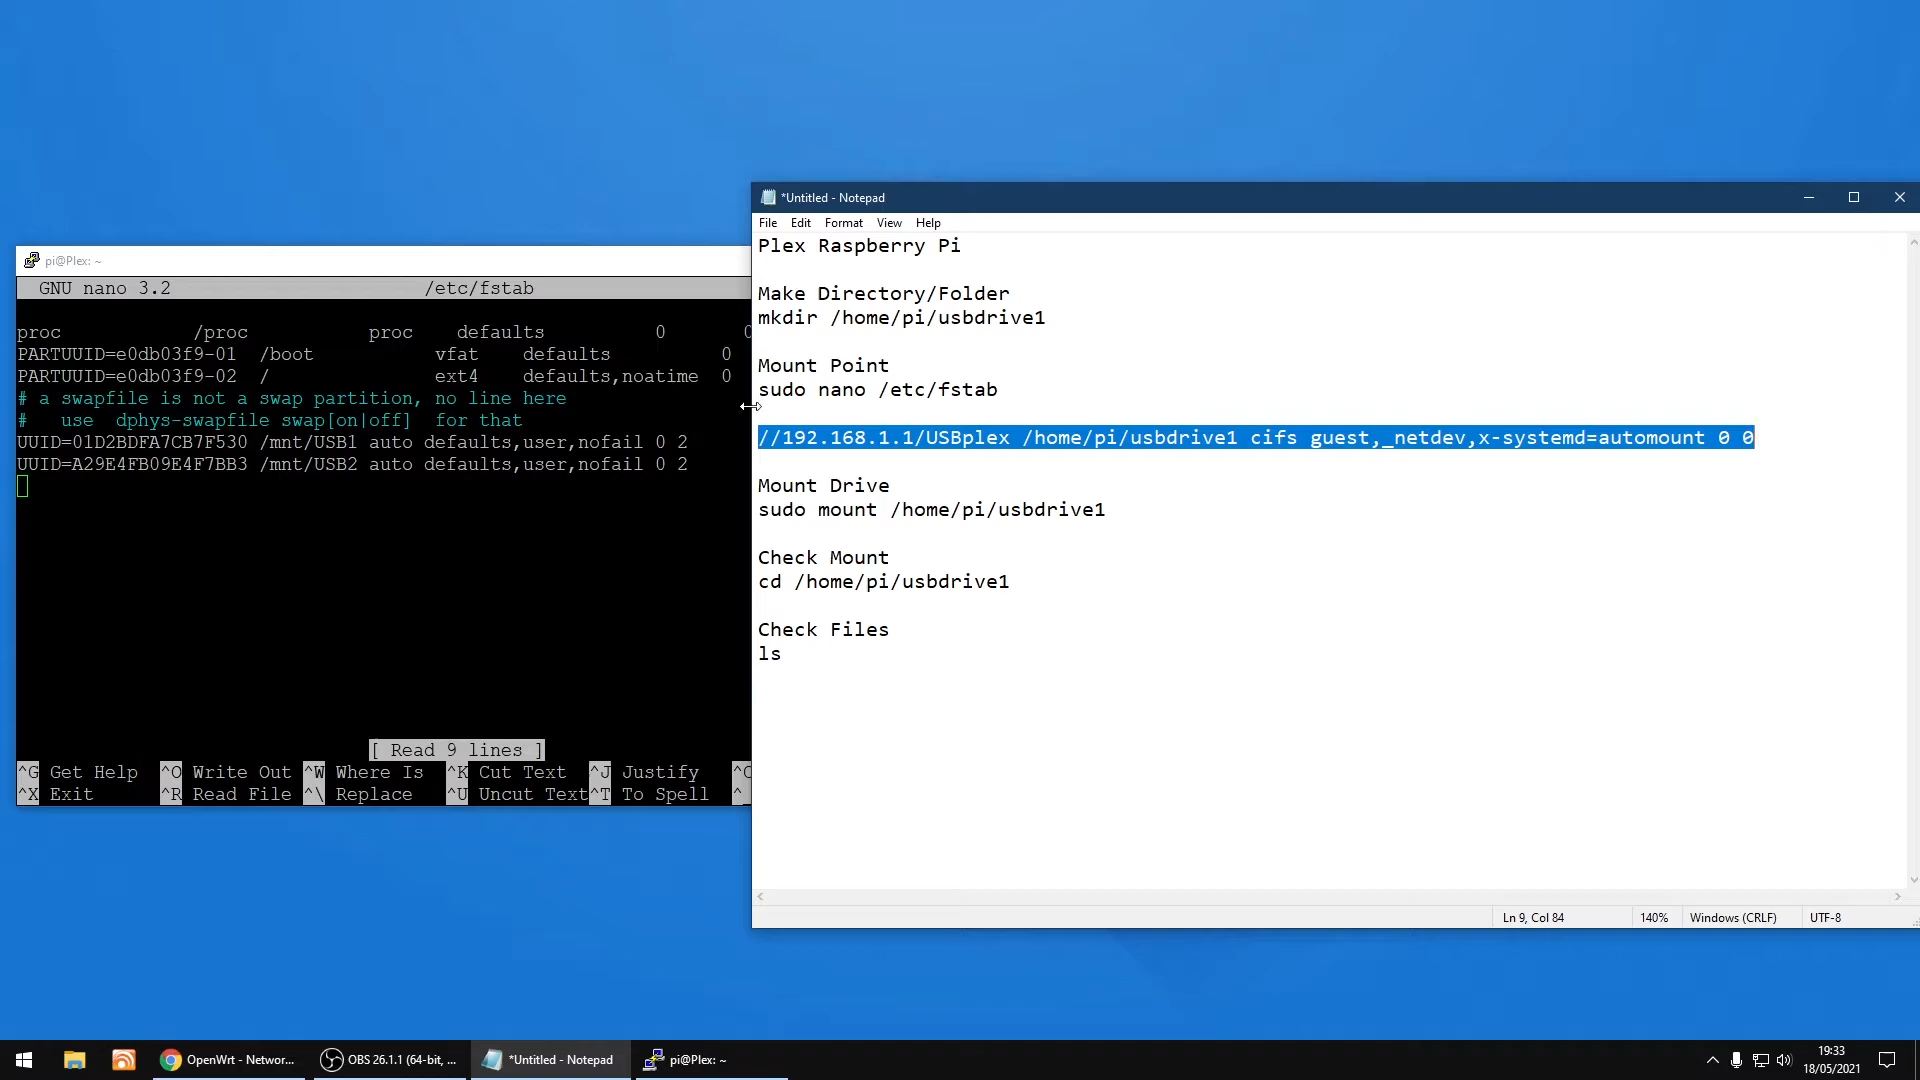 *Untitled - Notepad
File Edit Format View Help
Plex Raspberry Pi
Make Directory/Folder
mkdir /home/pi/usbdrive1
Mount Point
sudo nano /etc/fstab
//192.168.1.1/USBplex /home/pi/usbdrive1 cifs guest,_netdev,x-systemd=automount 0 0
Mount Drive
sudo mount /home/pi/usbdrive1
Check Mount
cd /home/pi/usbdrive1
Check Files
ls
Ln 9, Col 84 140% Windows (CRLF) UTF-8
pi@Plex: ~
GNU nano 3.2 /etc/fstab
proc /proc proc defaults 0 0
PARTUUID=e0db03f9-01 /boot vfat defaults 0
PARTUUID=e0db03f9-02 / ext4 defaults,noatime 0
# a swapfile is not a swap partition, no line here
# use dphys-swapfile swap[on|off] for that
UUID=01D2BDFA7CB7F530 /mnt/USB1 auto defaults,user,nofail 0 2
UUID=A29E4FB09E4F7BB3 /mnt/USB2 auto defaults,user,nofail 0 2
[ Read 9 lines ]
^G Get Help ^O Write Out ^W Where Is ^K Cut Text ^J Justify ^C
^X Exit ^R Read File ^\ Replace ^U Uncut Text ^T To Spell ^_
OpenWrt - Networ... OBS 26.1.1 (64-bit, ... *Untitled - Notepad pi@Plex: ~
19:33
18/05/2021